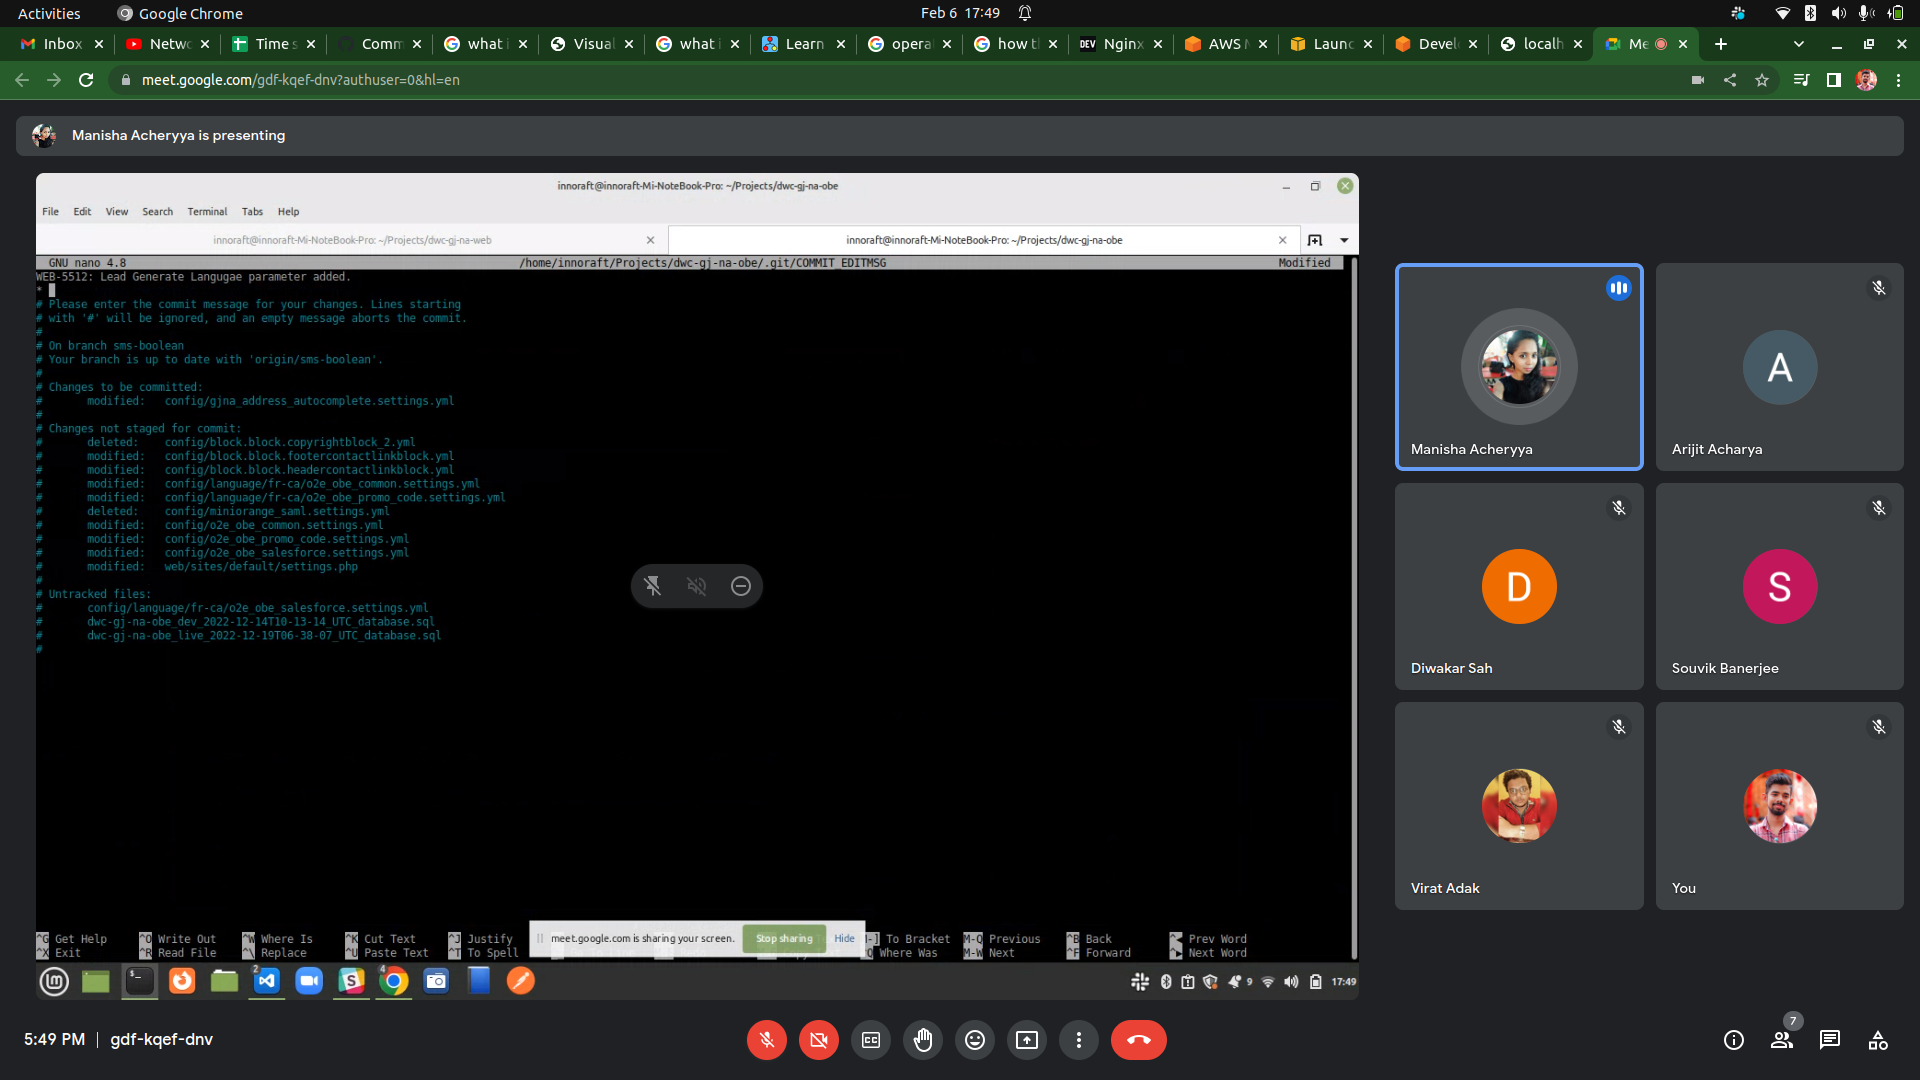 Activities
Google Chrome
Feb 6 17:49
Inbox
Netwo
Time s
Comm
what i
Visual
what i
Learn
opera
how th
DEV Nginx
AWS
Launc
Devel
localh
Me
meet.google.com/gdf-kqef-dnv?authuser=0&hl=en
Manisha Acheryya is presenting
innoraft@innoraft-Mi-NoteBook-Pro: ~/Projects/dwc-gj-na-obe
File Edit View Search Terminal Tabs Help
innoraft@innoraft-Mi-NoteBook-Pro: ~/Projects/dwc-gj-na-web
innoraft@innoraft-Mi-NoteBook-Pro: ~/Projects/dwc-gj-na-obe
GNU nano 4.8 /home/innoraft/Projects/dwc-gj-na-obe/.git/COMMIT_EDITMSG Modified
WEB-5512: Lead Generate Langugae parameter added.
*
# Please enter the commit message for your changes. Lines starting
# with '#' will be ignored, and an empty message aborts the commit.
#
# On branch sms-boolean
# Your branch is up to date with 'origin/sms-boolean'.
#
# Changes to be committed:
# modified: config/gjna_address_autocomplete.settings.yml
#
# Changes not staged for commit:
# deleted: config/block.block.copyrightblock_2.yml
# modified: config/block.block.footercontactlinkblock.yml
# modified: config/block.block.headercontactlinkblock.yml
# modified: config/language/fr-ca/o2e_obe_common.settings.yml
# modified: config/language/fr-ca/o2e_obe_promo_code.settings.yml
# deleted: config/miniorange_saml.settings.yml
# modified: config/o2e_obe_common.settings.yml
# modified: config/o2e_obe_promo_code.settings.yml
# modified: config/o2e_obe_salesforce.settings.yml
# modified: web/sites/default/settings.php
#
# Untracked files:
# config/language/fr-ca/o2e_obe_salesforce.settings.yml
# dwc-gj-na-obe_dev_2022-12-14T10-13-14_UTC_database.sql
# dwc-gj-na-obe_live_2022-12-19T06-38-07_UTC_database.sql
#
^G Get Help ^O Write Out ^W Where Is ^K Cut Text ^J Justify M-] To Bracket M-Q Previous ^B Back Prev Word
^X Exit ^R Read File ^\ Replace ^U Paste Text ^T To Spell Where Was M-W Next ^F Forward Next Word
meet.google.com is sharing your screen. Stop sharing Hide
2
4
9
17:49
Manisha Acheryya
A
Arijit Acharya
D
Diwakar Sah
S
Souvik Banerjee
Virat Adak
You
5:49 PM | gdf-kqef-dnv
7